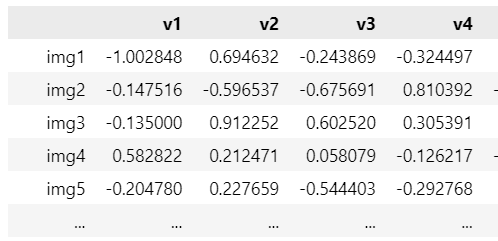 v1 v2 v3 v4
img1 -1.002848 0.694632 -0.243869 -0.324497
img2 -0.147516 -0.596537 -0.675691 0.810392 -
img3 -0.135000 0.912252 0.602520 0.305391
img4 0.582822 0.212471 0.058079 -0.126217 -
img5 -0.204780 0.227659 -0.544403 -0.292768
... ... ... ... ...